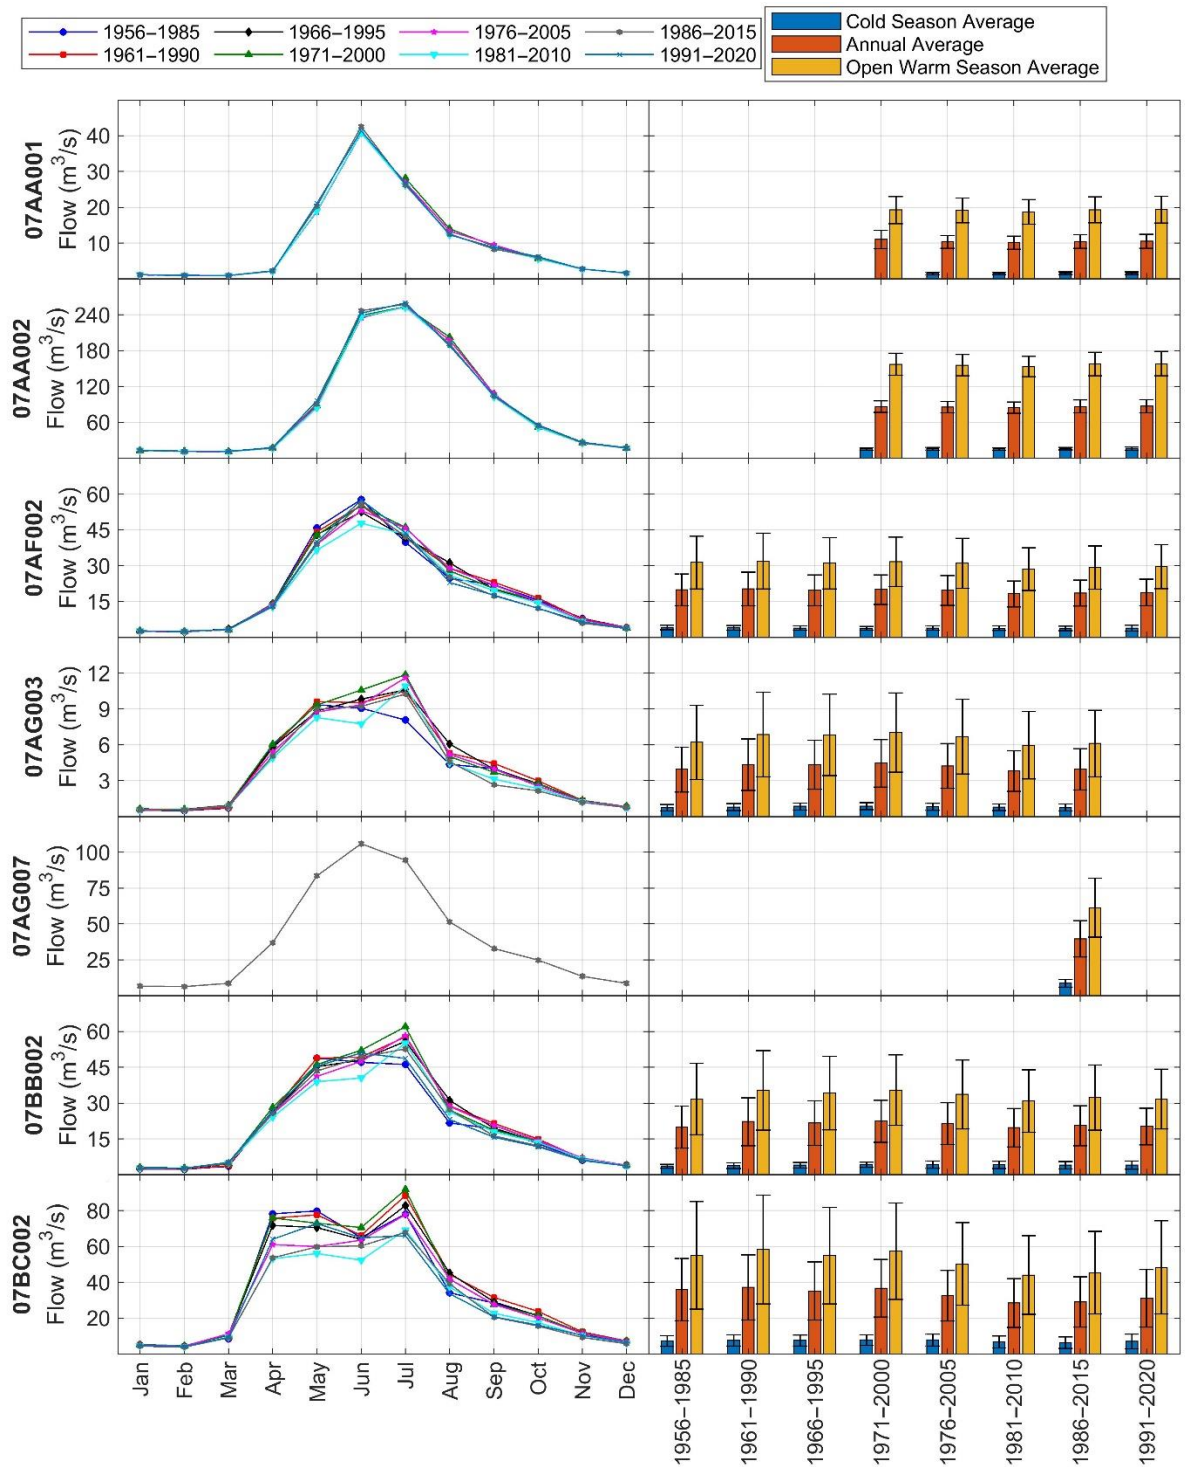 1956−1985 1966−1995 1976−2005 1986−2015
1961−1990 1971−2000 1981−2010 1991−2020
Cold Season Average
Annual Average
Open Warm Season Average
07AA001
Flow (m³/s)
40
30
20
10
07AA002
Flow (m³/s)
240
180
120
60
07AF002
Flow (m³/s)
60
45
30
15
07AG003
Flow (m³/s)
12
9
6
3
07AG007
Flow (m³/s)
100
75
50
25
07BB002
Flow (m³/s)
60
45
30
15
07BC002
Flow (m³/s)
80
60
40
20
Jan Feb Mar Apr May Jun Jul Aug Sep Oct Nov Dec
1956−1985 1961−1990 1966−1995 1971−2000 1976−2005 1981−2010 1986−2015 1991−2020